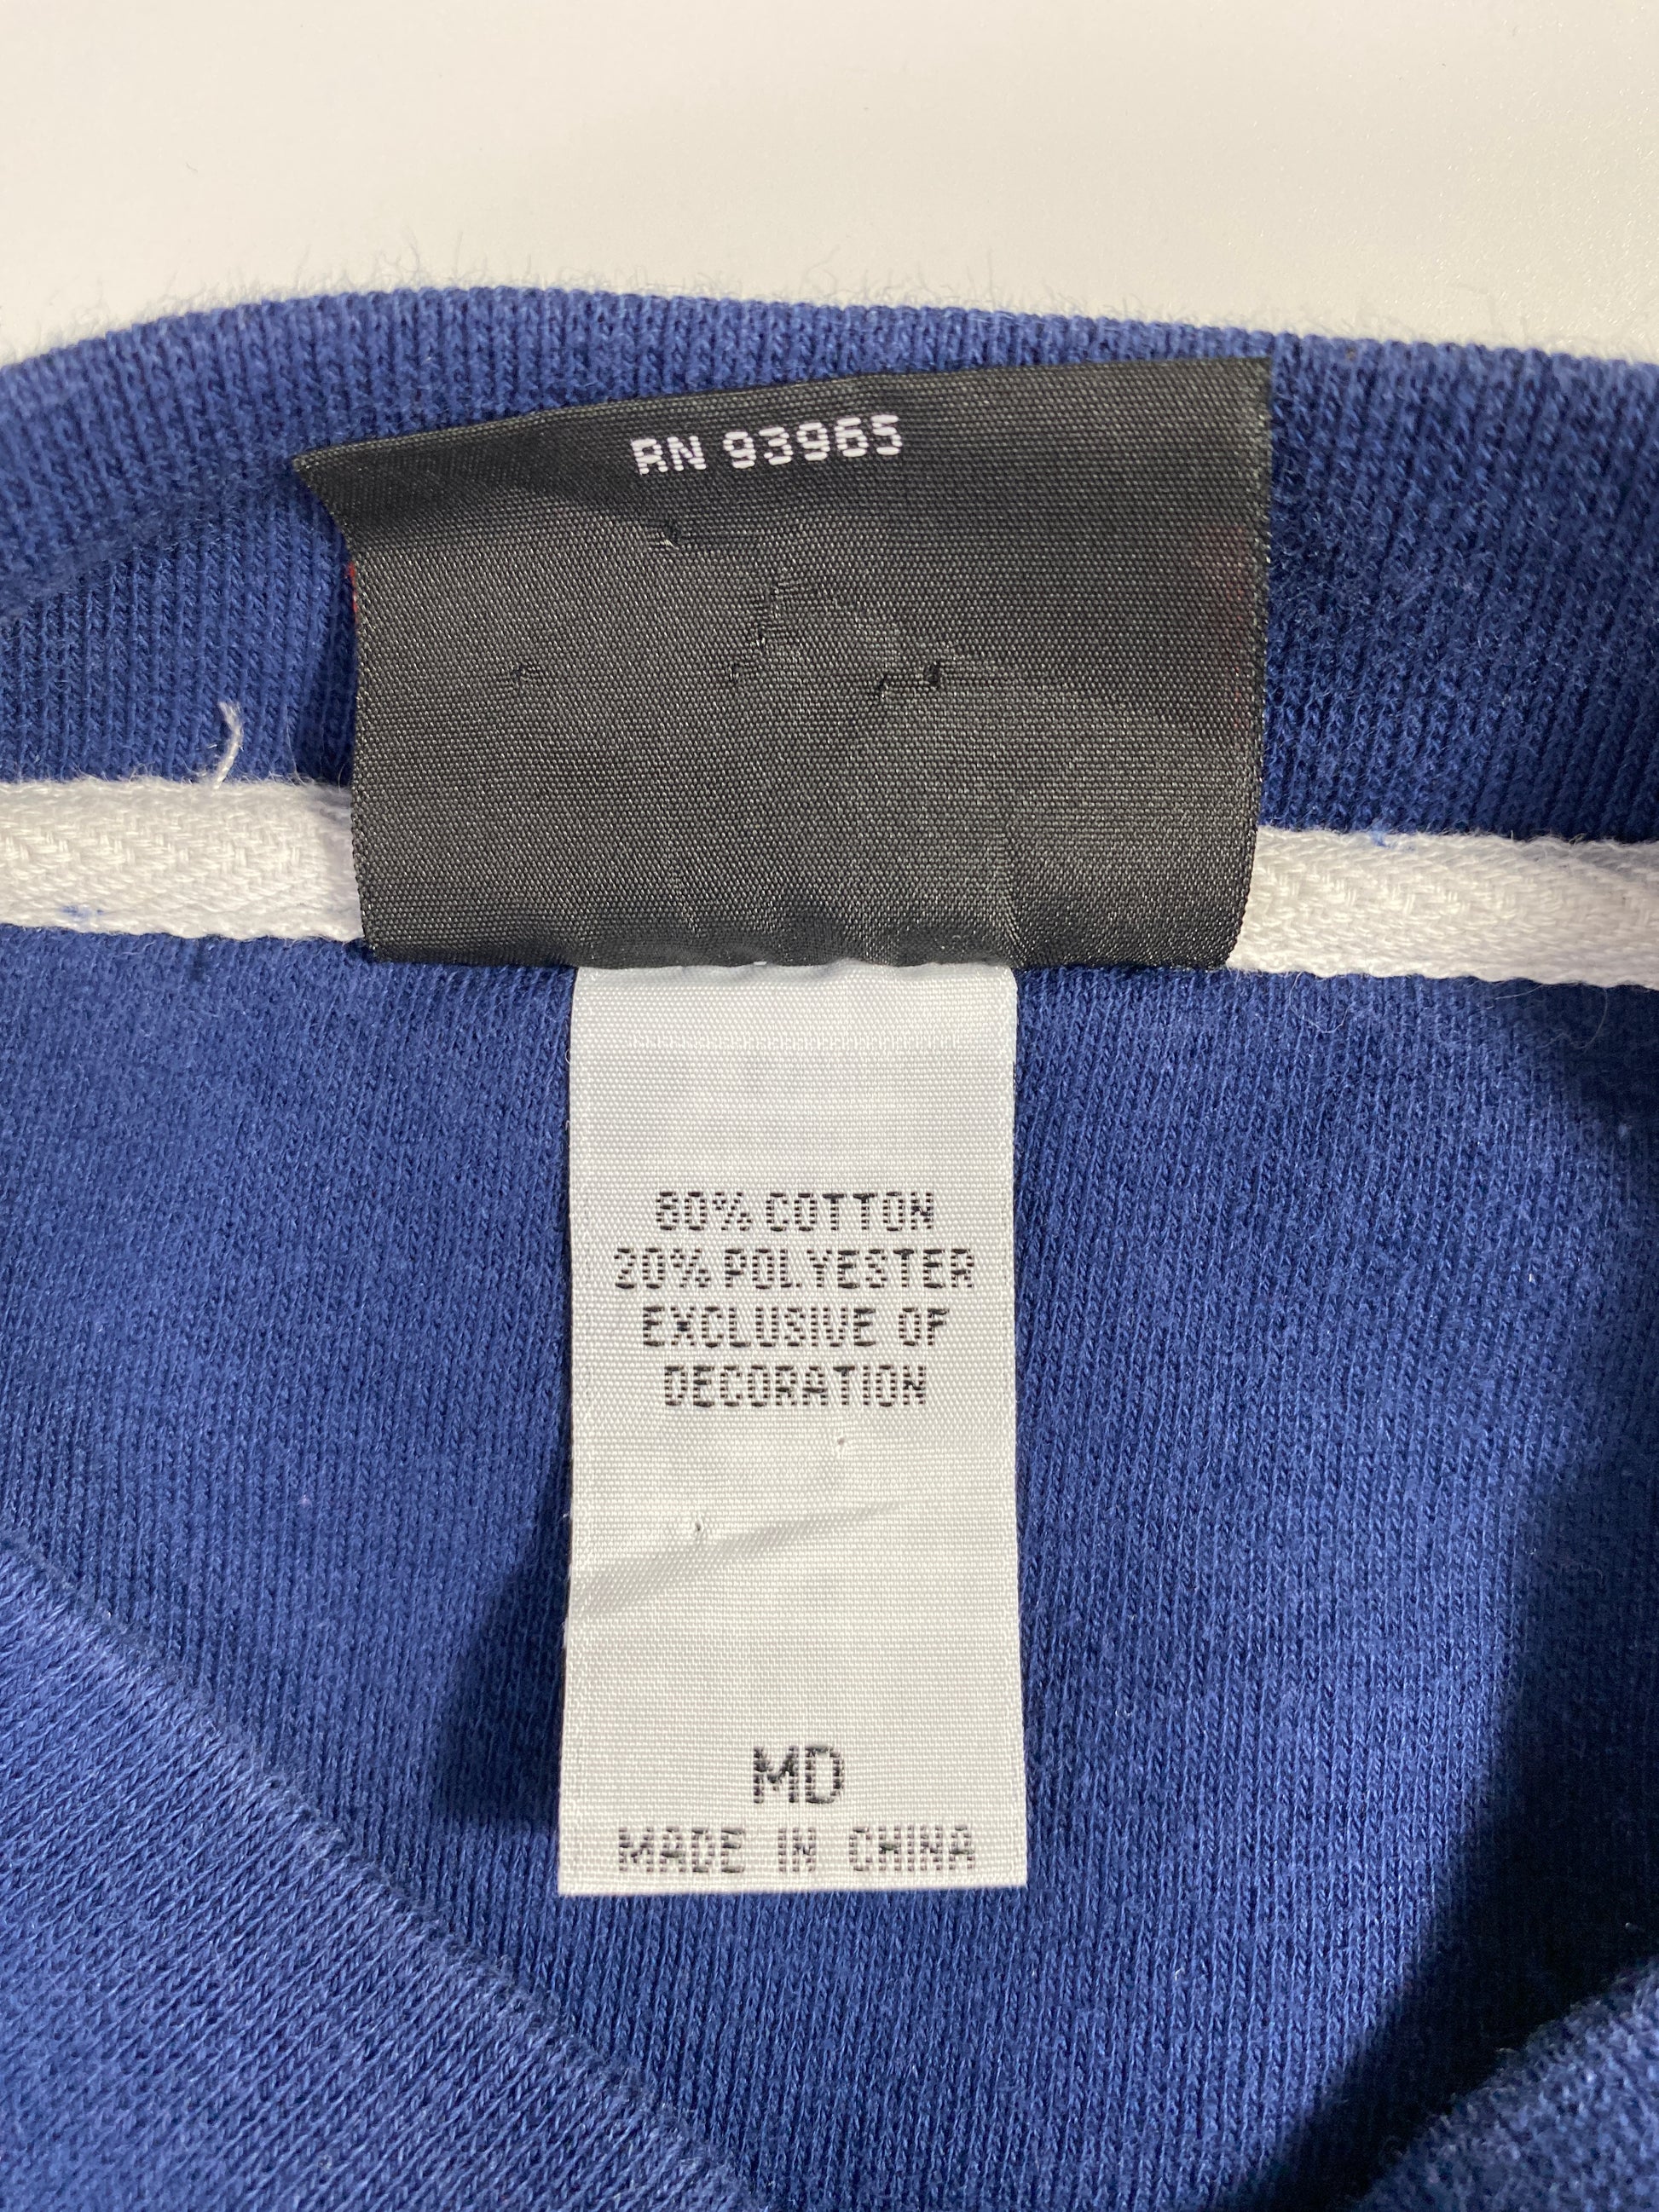 RN 93965
80% COTTON
20% POLYESTER
EXCLUSIVE OF
DECORATION
MD
MADE IN CHINA